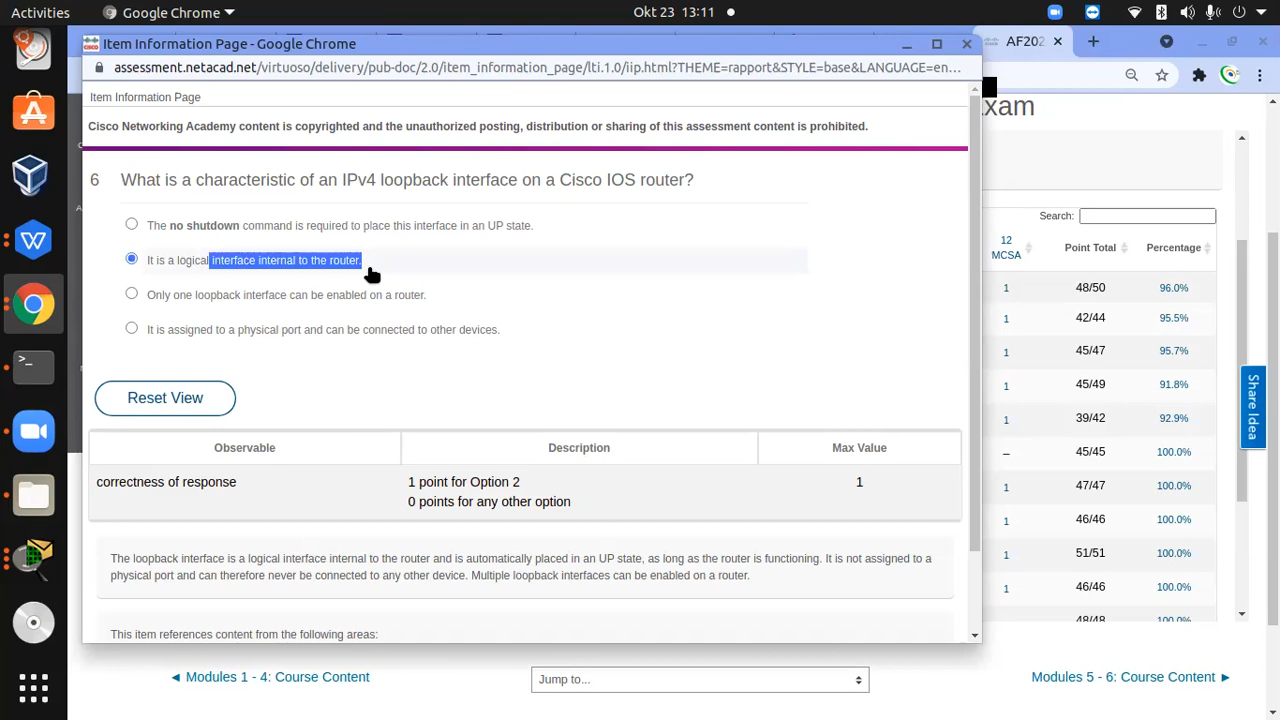 Activities
Google Chrome
Okt 23 13:11
Item Information Page - Google Chrome
AF202
assessment.netacad.net/virtuoso/delivery/pub-doc/2.0/item_information_page/lti.1.0/iip.html?THEME=rapport&STYLE=base&LANGUAGE=en...
Item Information Page
Cisco Networking Academy content is copyrighted and the unauthorized posting, distribution or sharing of this assessment content is prohibited.
6 What is a characteristic of an IPv4 loopback interface on a Cisco IOS router?
The no shutdown command is required to place this interface in an UP state.
It is a logical interface internal to the router.
Only one loopback interface can be enabled on a router.
It is assigned to a physical port and can be connected to other devices.
Reset View
Observable Description Max Value
correctness of response 1 point for Option 2 1
0 points for any other option
The loopback interface is a logical interface internal to the router and is automatically placed in an UP state, as long as the router is functioning. It is not assigned to a
physical port and can therefore never be connected to any other device. Multiple loopback interfaces can be enabled on a router.
This item references content from the following areas:
xam
Search:
12
MCSA
Point Total Percentage
1 48/50 96.0%
1 42/44 95.5%
1 45/47 95.7%
1 45/49 91.8%
1 39/42 92.9%
– 45/45 100.0%
1 47/47 100.0%
1 46/46 100.0%
1 51/51 100.0%
1 46/46 100.0%
48/48 100.0%
Share Idea
◄ Modules 1 - 4: Course Content
Jump to...
Modules 5 - 6: Course Content ►